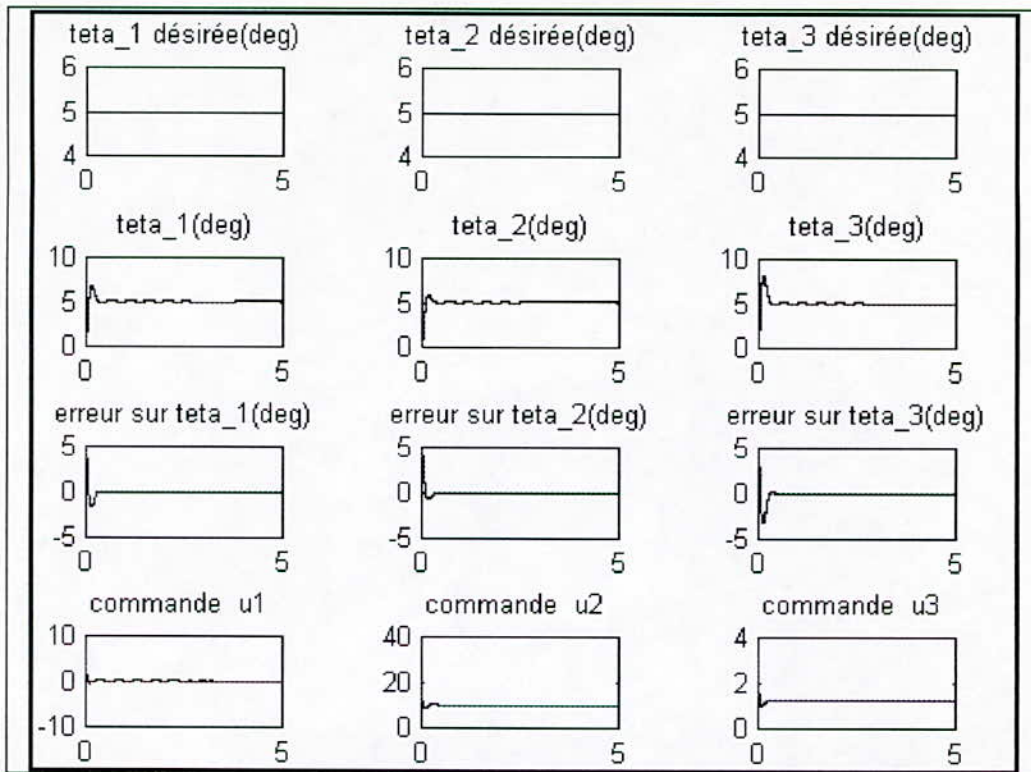 teta_1 désirée(deg) teta_2 désirée(deg) teta_3 désirée(deg)
6 6 6
5 5 5
4 4 4
0 5 0 5 0 5
teta_1(deg) teta_2(deg) teta_3(deg)
10 10 10
5 5 5
0 0 0
0 5 0 5 0 5
erreur sur teta_1(deg) erreur sur teta_2(deg) erreur sur teta_3(deg)
5 5 5
0 0 0
-5 -5 -5
0 5 0 5 0 5
commande u1 commande u2 commande u3
10 40 4
0 20 2
-10 0 0
0 5 0 5 0 5